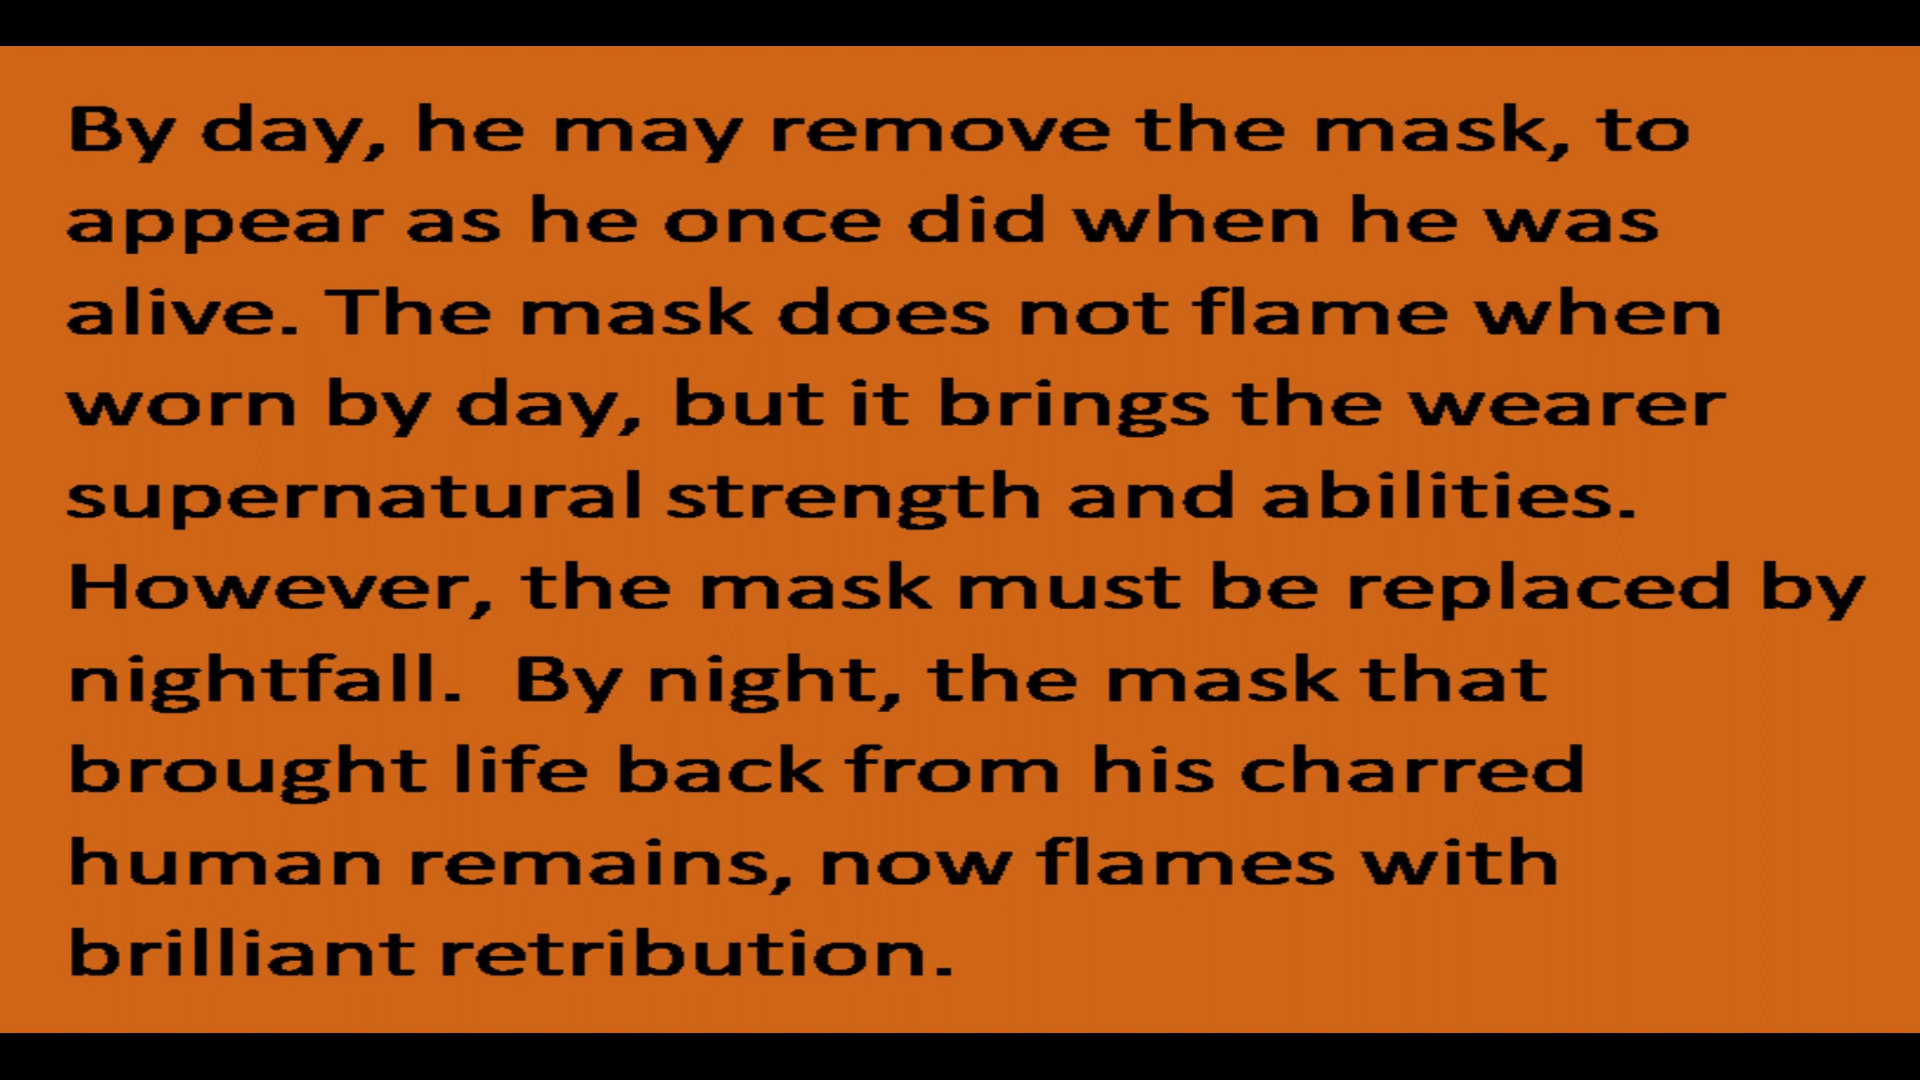 By day, he may remove the mask, to
appear as he once did when he was
alive. The mask does not flame when
worn by day, but it brings the wearer
supernatural strength and abilities.
However, the mask must be replaced by
nightfall.  By night, the mask that
brought life back from his charred
human remains, now flames with
brilliant retribution.